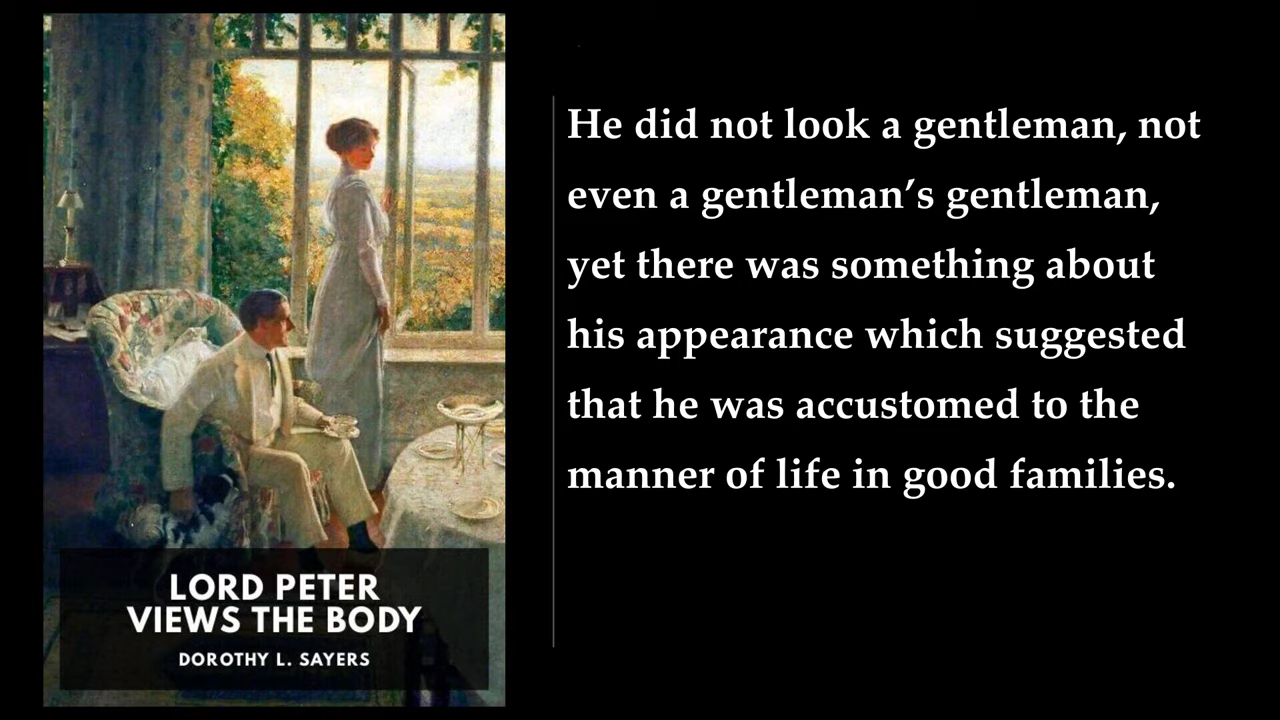 He did not look a gentleman, not
even a gentleman’s gentleman,
yet there was something about
his appearance which suggested
that he was accustomed to the
manner of life in good families.
LORD PETER
VIEWS THE BODY
DOROTHY L. SAYERS